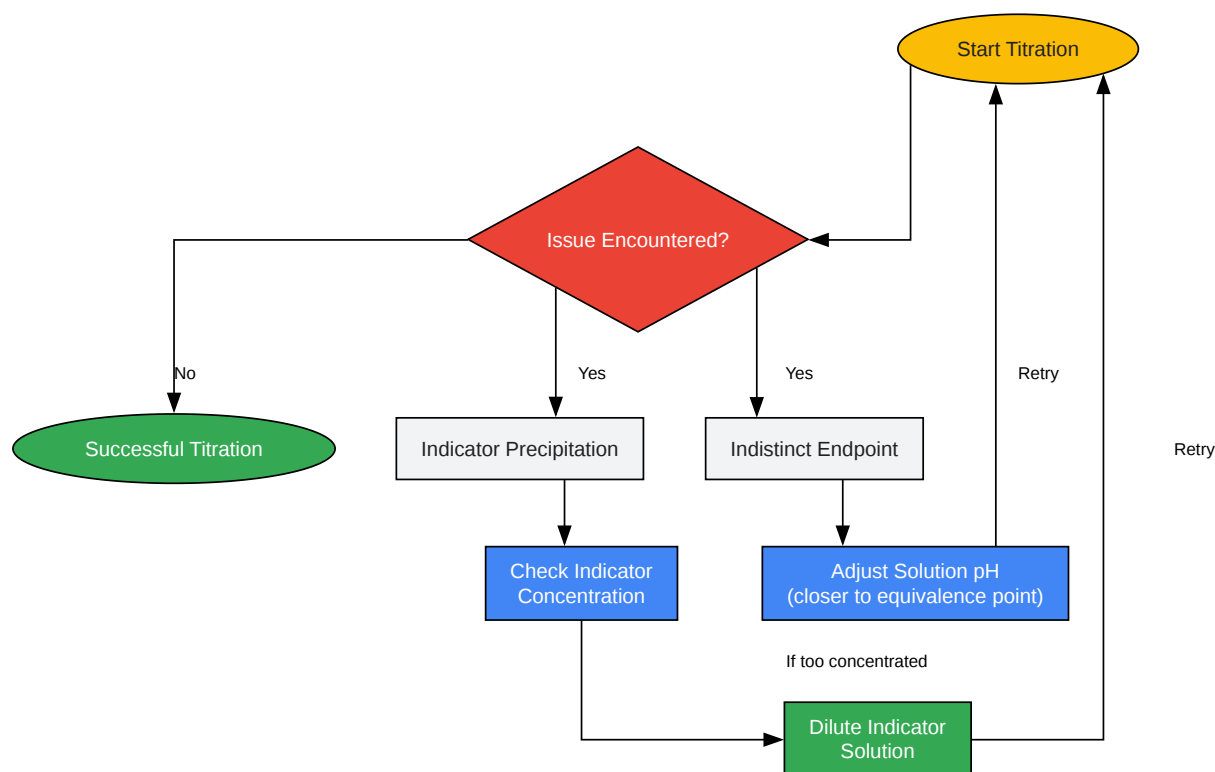 Start Titration
Issue Encountered?
No
Yes
Yes
Retry
Successful Titration
Indicator Precipitation
Indistinct Endpoint
Retry
Check Indicator
Concentration
Adjust Solution pH
(closer to equivalence point)
If too concentrated
Dilute Indicator
Solution